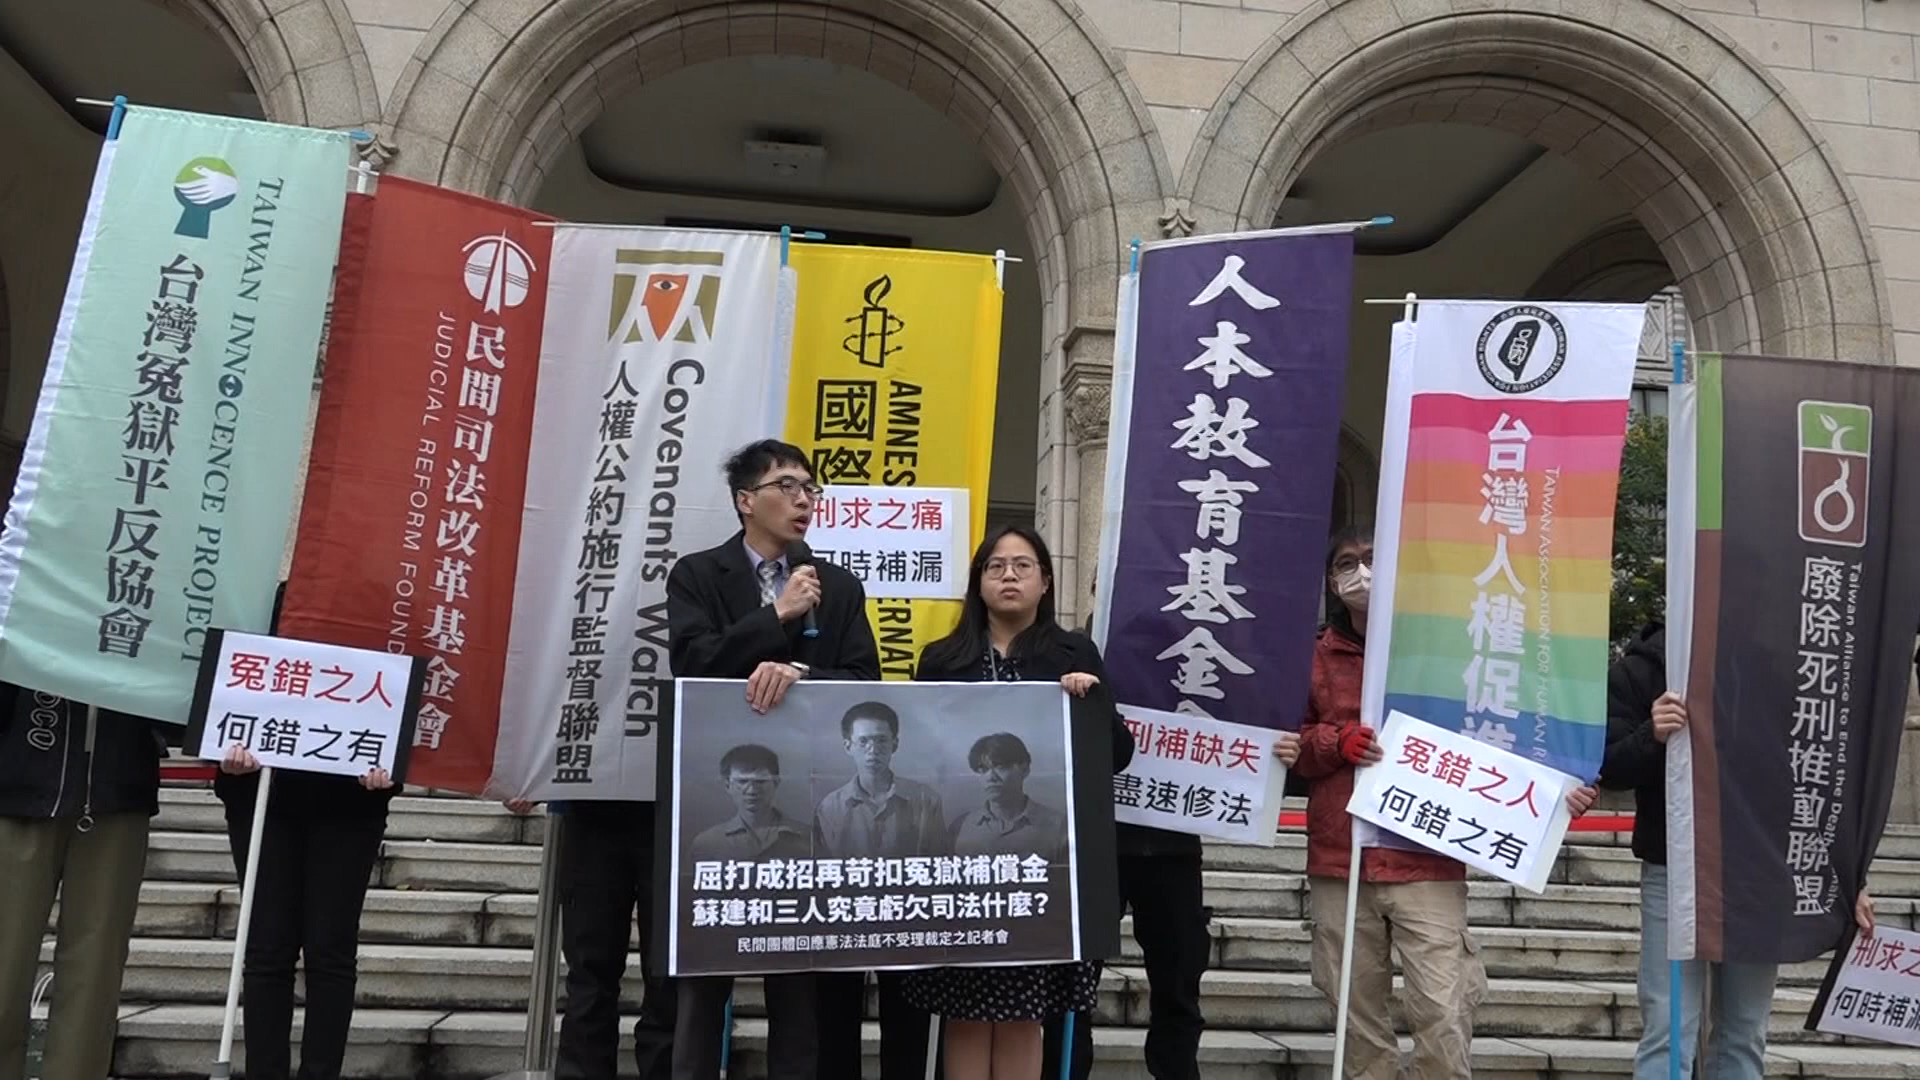 TAIWAN INNOCENCE PROJECT
台灣冤獄平反協會
民間司法改革基金會
JUDICIAL REFORM FOUND
Covenants Watch
人權公約施行監督聯盟
國際
AMNES
ERNAT
人本教育基金
台灣人權促進
TAIWAN ASSOCIATION FOR HUMAN R
廢除死刑推動聯盟
Taiwan Alliance to End the Death
刑求之痛
何時補漏
冤錯之人
何錯之有
刑補缺失
盡速修法
冤錯之人
何錯之有
刑求之
何時補漏
屈打成招再苛扣冤獄補償金
蘇建和三人究竟虧欠司法什麼?
民間團體回應憲法法庭不受理裁定之記者會